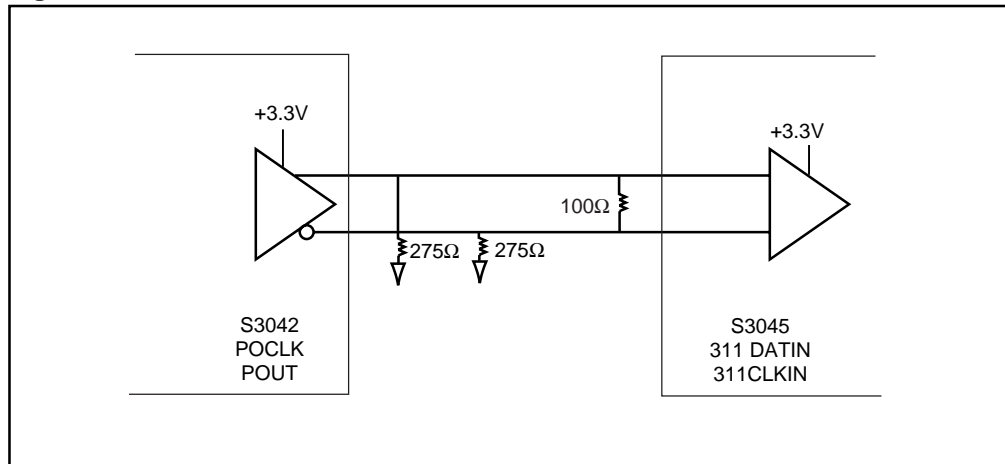 +3.3V
+3.3V
100Ω
275Ω
275Ω
S3042
POCLK
POUT
S3045
311 DATIN
311CLKIN